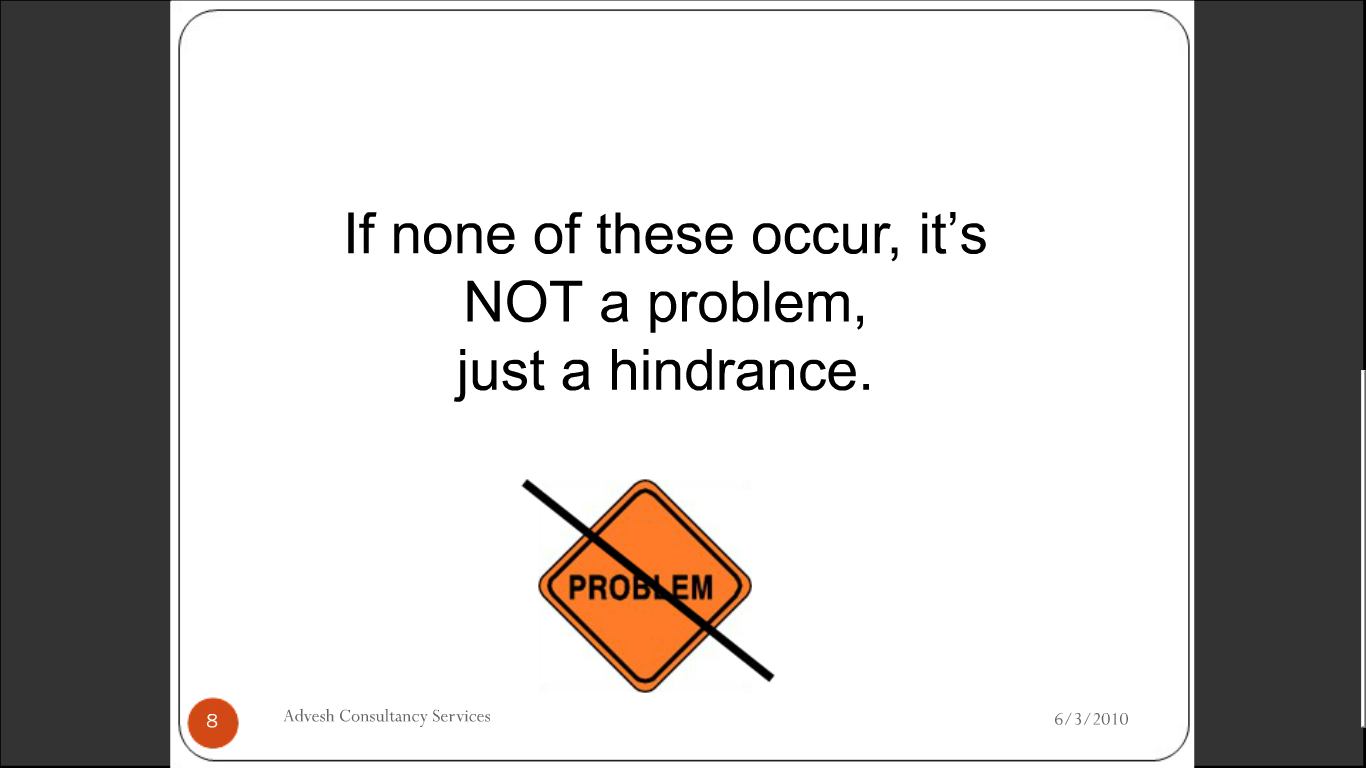 If none of these occur, it’s
NOT a problem,
just a hindrance.
PROBLEM
8
Advesh Consultancy Services
6/3/2010